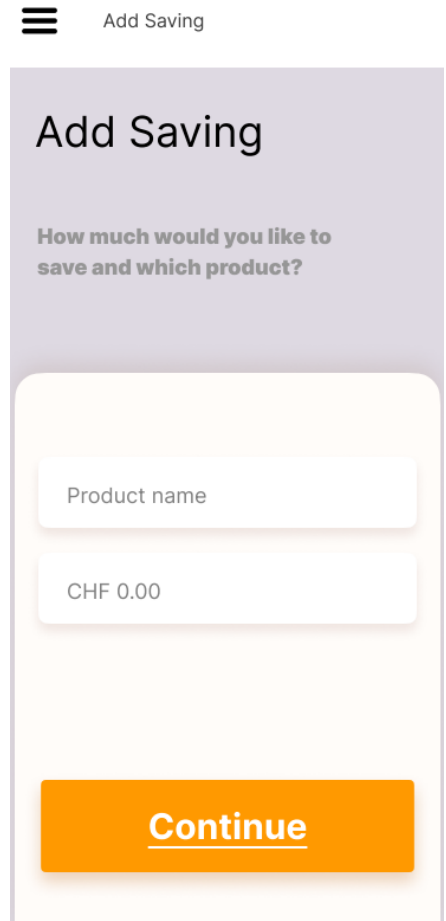 Add Saving
Add Saving
How much would you like to
save and which product?
Product name
CHF 0.00
Continue